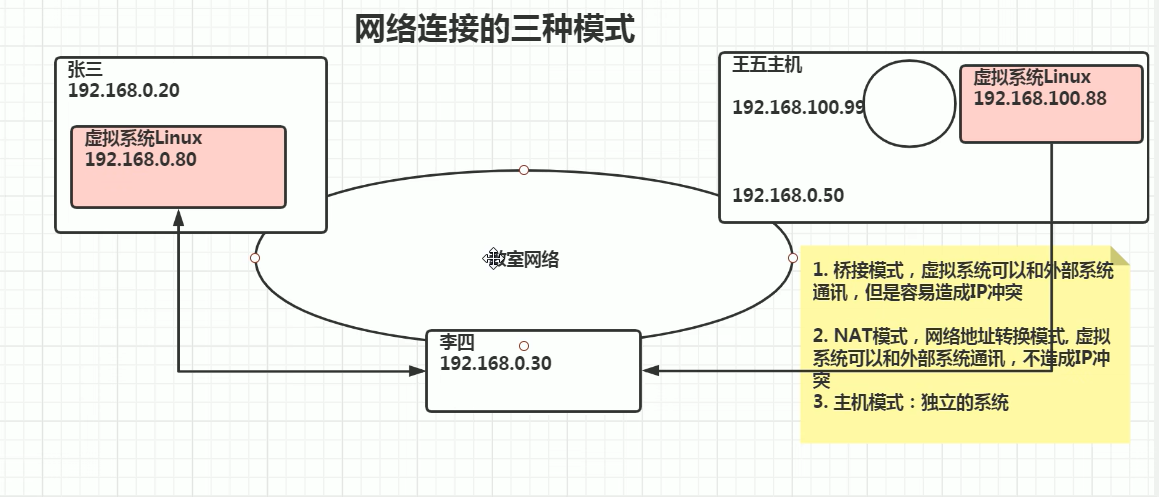 网络连接的三种模式
张三
192.168.0.20
虚拟系统Linux
192.168.0.80
王五主机
192.168.100.99
虚拟系统Linux
192.168.100.88
192.168.0.50
教室网络
李四
192.168.0.30
1. 桥接模式，虚拟系统可以和外部系统
通讯，但是容易造成IP冲突
2. NAT模式，网络地址转换模式, 虚拟
系统可以和外部系统通讯，不造成IP冲
突
3. 主机模式：独立的系统